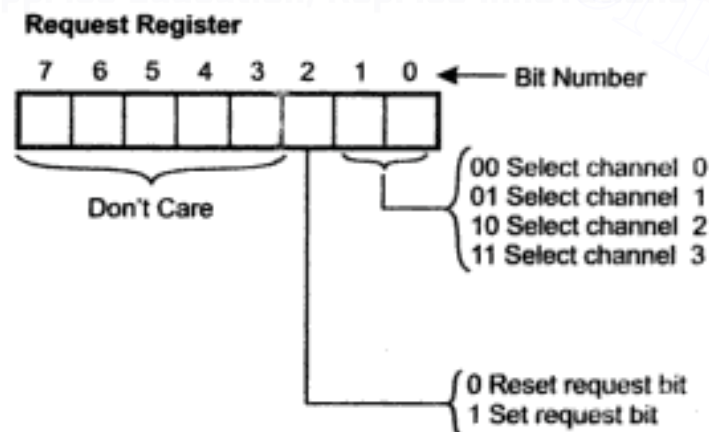 Request Register
7 6 5 4 3 2 1 0 Bit Number
Don't Care
00 Select channel 0
01 Select channel 1
10 Select channel 2
11 Select channel 3
0 Reset request bit
1 Set request bit